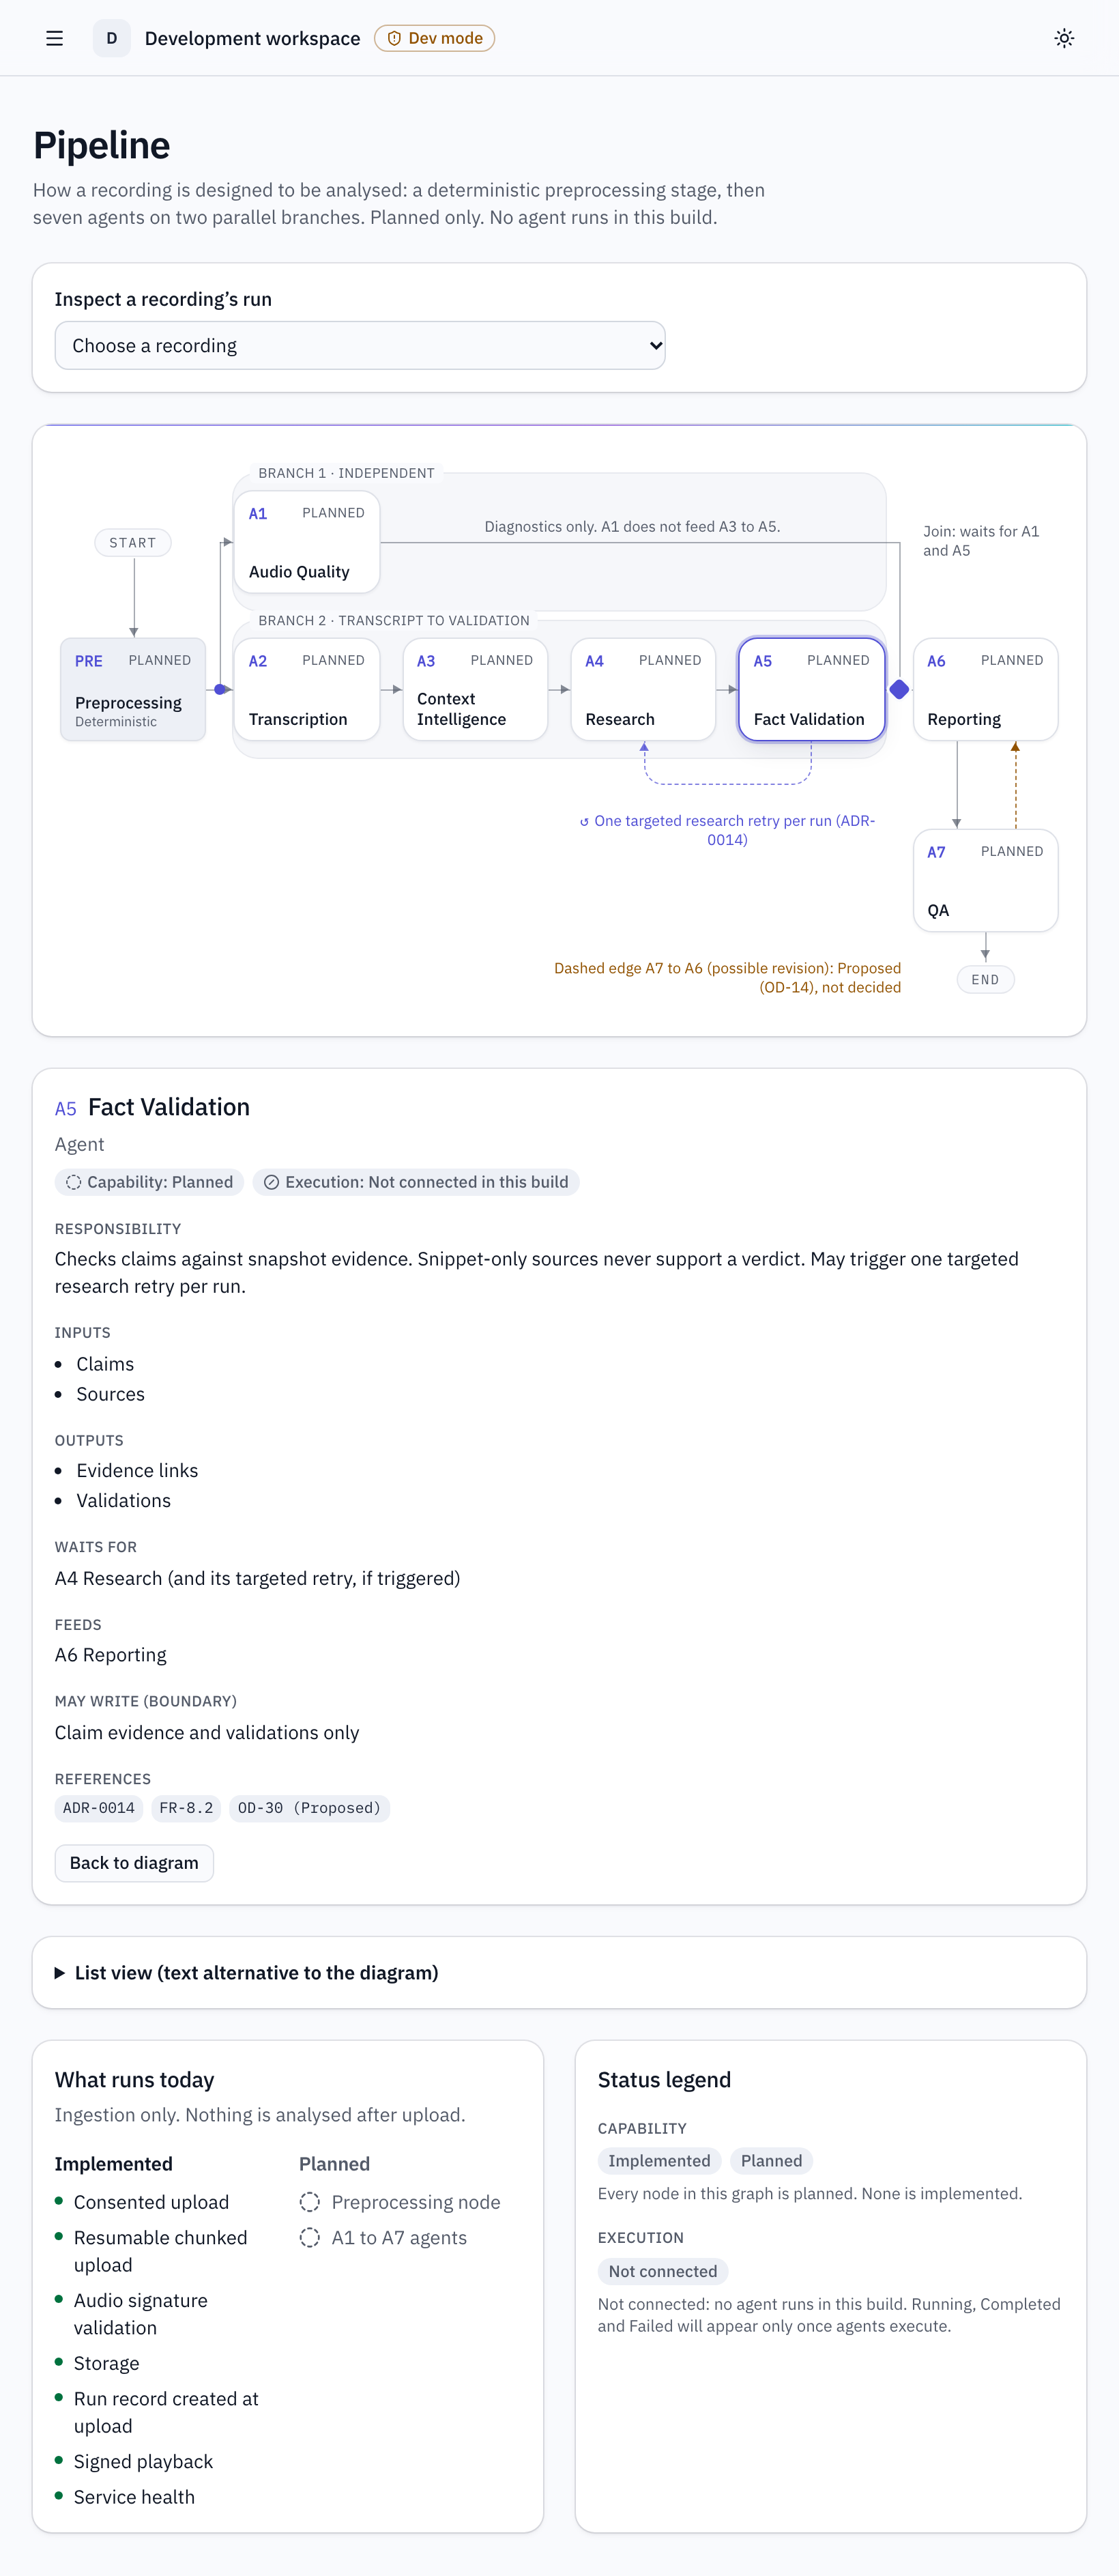 D
Development workspace
Dev mode
Pipeline
How a recording is designed to be analysed: a deterministic preprocessing stage, then
seven agents on two parallel branches. Planned only. No agent runs in this build.
Inspect a recording’s run
Choose a recording
BRANCH 1 · INDEPENDENT
A1 PLANNED
Audio Quality
Diagnostics only. A1 does not feed A3 to A5.
Join: waits for A1
and A5
START
BRANCH 2 · TRANSCRIPT TO VALIDATION
PRE PLANNED
Preprocessing
Deterministic
A2 PLANNED
Transcription
A3 PLANNED
Context
Intelligence
A4 PLANNED
Research
A5 PLANNED
Fact Validation
A6 PLANNED
Reporting
↺ One targeted research retry per run (ADR-
0014)
A7 PLANNED
QA
Dashed edge A7 to A6 (possible revision): Proposed
(OD-14), not decided
END
A5 Fact Validation
Agent
Capability: Planned
Execution: Not connected in this build
RESPONSIBILITY
Checks claims against snapshot evidence. Snippet-only sources never support a verdict. May trigger one targeted
research retry per run.
INPUTS
• Claims
• Sources
OUTPUTS
• Evidence links
• Validations
WAITS FOR
A4 Research (and its targeted retry, if triggered)
FEEDS
A6 Reporting
MAY WRITE (BOUNDARY)
Claim evidence and validations only
REFERENCES
ADR-0014 FR-8.2 OD-30 (Proposed)
Back to diagram
List view (text alternative to the diagram)
What runs today
Ingestion only. Nothing is analysed after upload.
Implemented
Consented upload
Resumable chunked
upload
Audio signature
validation
Storage
Run record created at
upload
Signed playback
Service health
Planned
Preprocessing node
A1 to A7 agents
Status legend
CAPABILITY
Implemented Planned
Every node in this graph is planned. None is implemented.
EXECUTION
Not connected
Not connected: no agent runs in this build. Running, Completed
and Failed will appear only once agents execute.